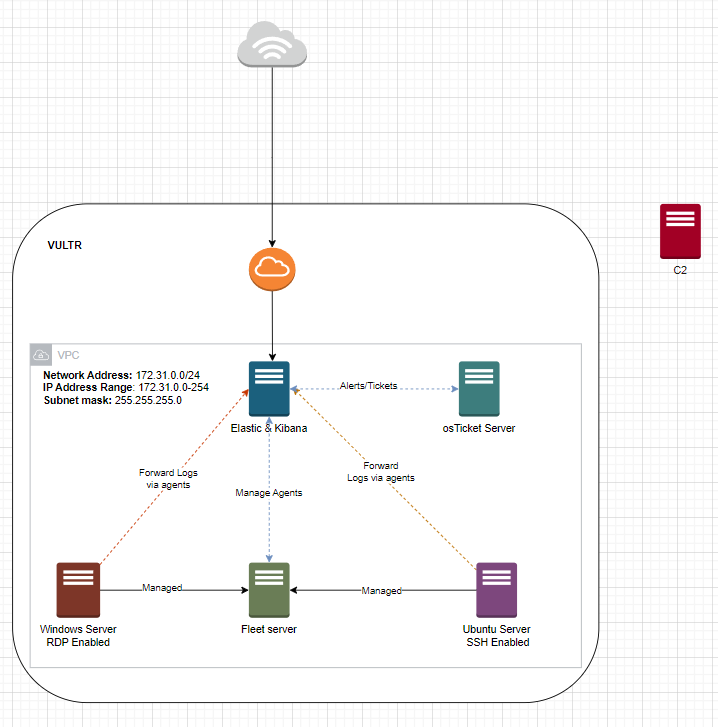 VULTR
C2
VPC
Network Address: 172.31.0.0/24
IP Address Range: 172.31.0.0-254
Subnet mask: 255.255.255.0
Alerts/Tickets
Elastic & Kibana
osTicket Server
Forward Logs
via agents
Forward
Logs via agents
Manage Agents
Managed
Managed
Windows Server
RDP Enabled
Fleet server
Ubuntu Server
SSH Enabled